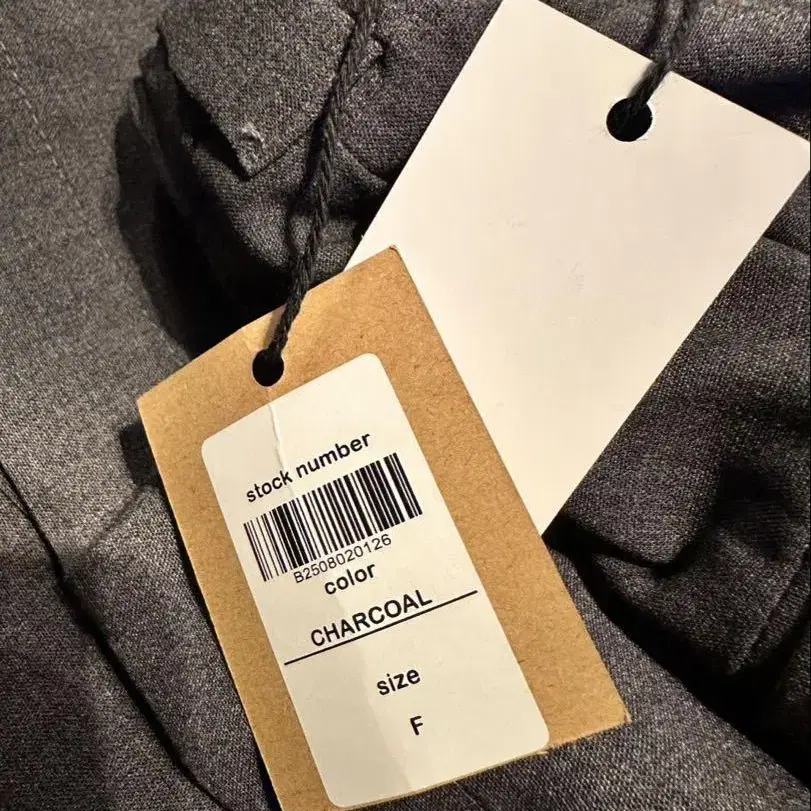 stock number
B2508020126
color
CHARCOAL
size
F